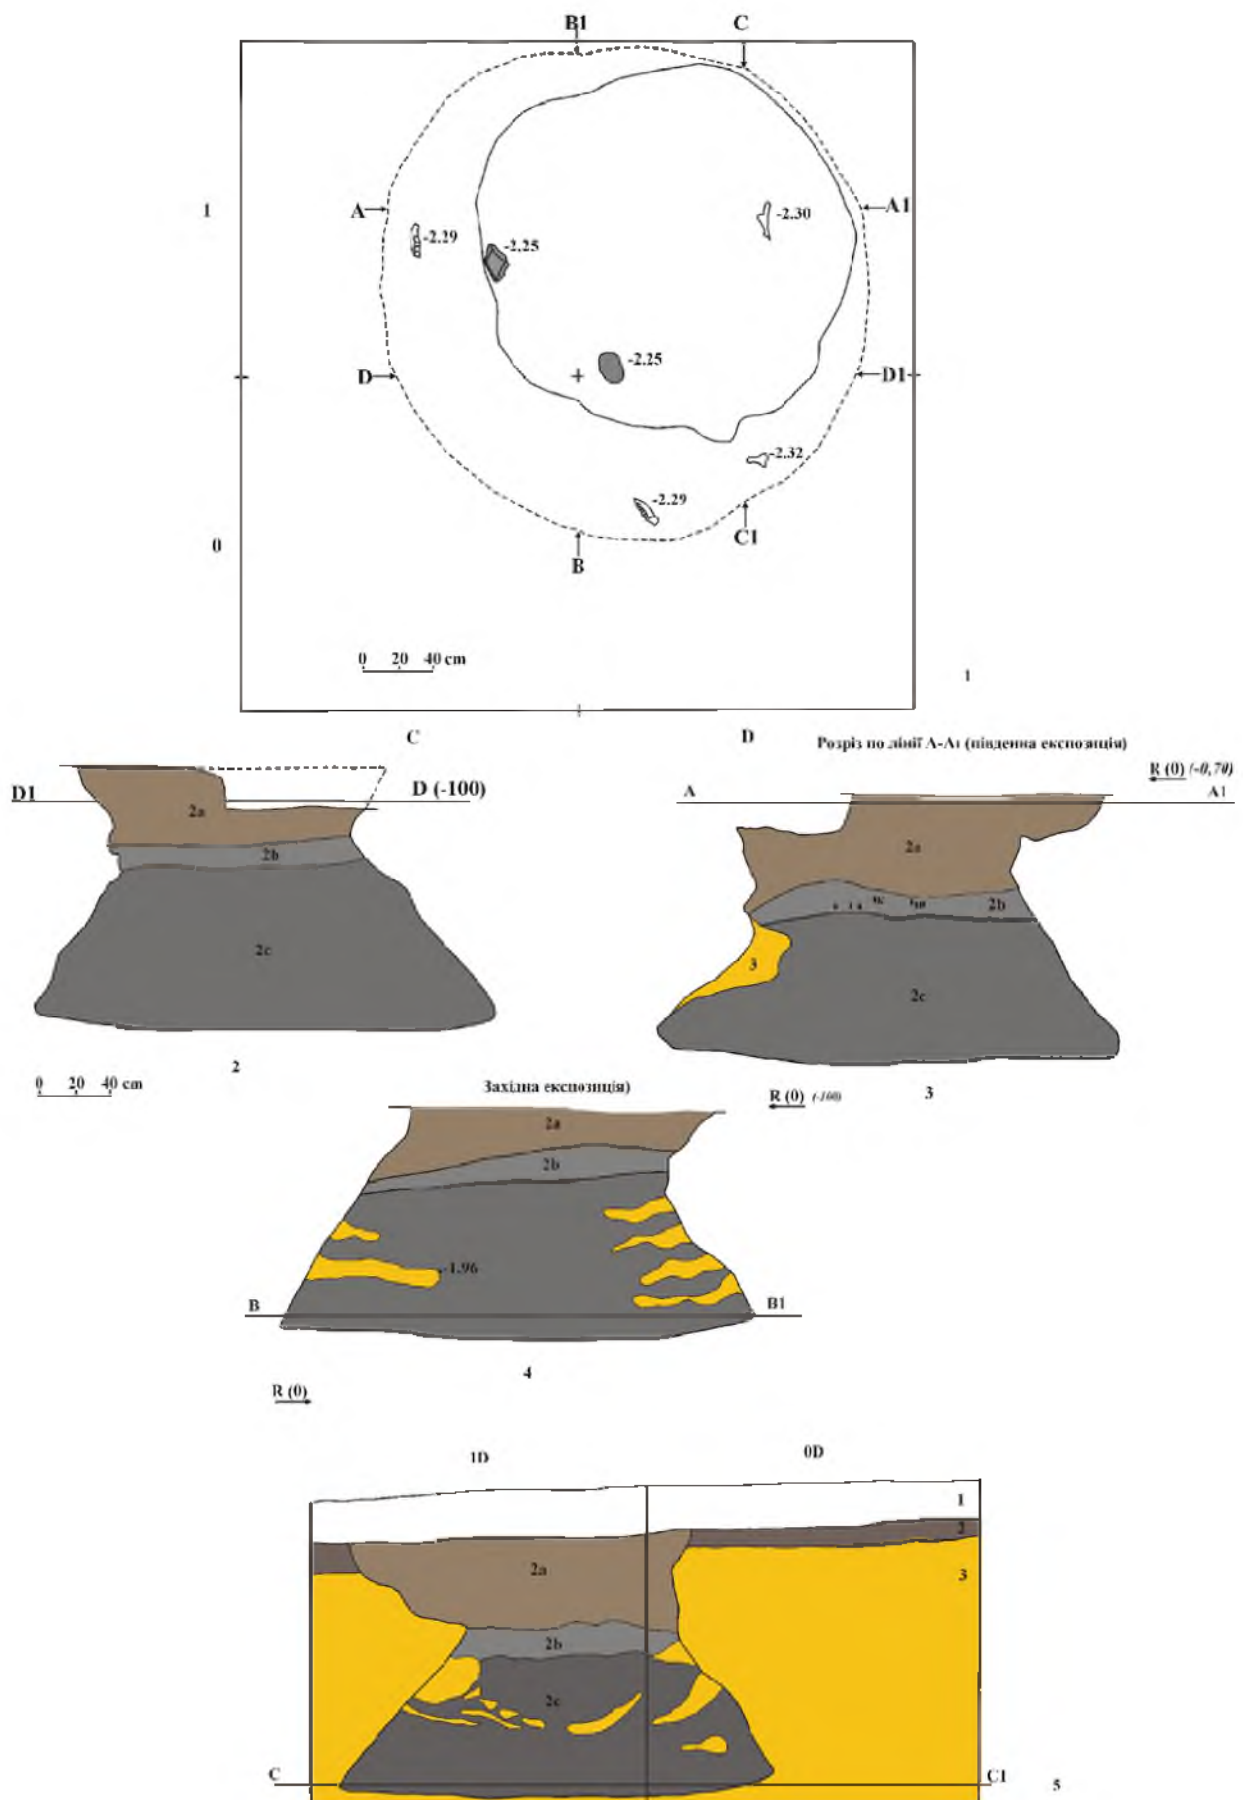 B1 C
1 A A1
-2.30
-2.29 -2.25
-2.25
D D1
-2.32
-2.29
0 C1
B
0 20 40 cm
1
C D
Розріз по лінії А-А1 (південна експозиція)
R (0) (-0,70)
D1 D (-100)
A A1
2a
2b
2c
2
0 20 40 cm
2a
2b
3
2c
3
Західна експозиція)
R (0) (-100)
2a
2b
-1.96
B B1
4
R (0)
1D 0D
1
2
2a 3
2b
2c
C C1
5